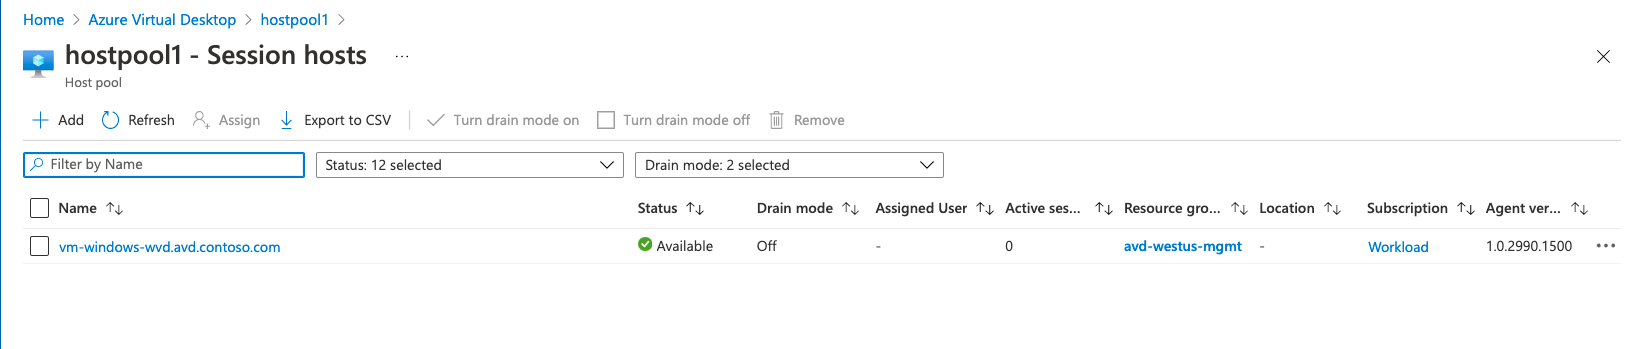 Home > Azure Virtual Desktop > hostpool1 >
hostpool1 - Session hosts ...
Host pool
Add Refresh Assign Export to CSV Turn drain mode on Turn drain mode off Remove
Filter by Name Status: 12 selected Drain mode: 2 selected
Name Status Drain mode Assigned User Active ses... Resource gro... Location Subscription Agent ver...
vm-windows-wvd.avd.contoso.com Available Off - 0 avd-westus-mgmt - Workload 1.0.2990.1500 ...